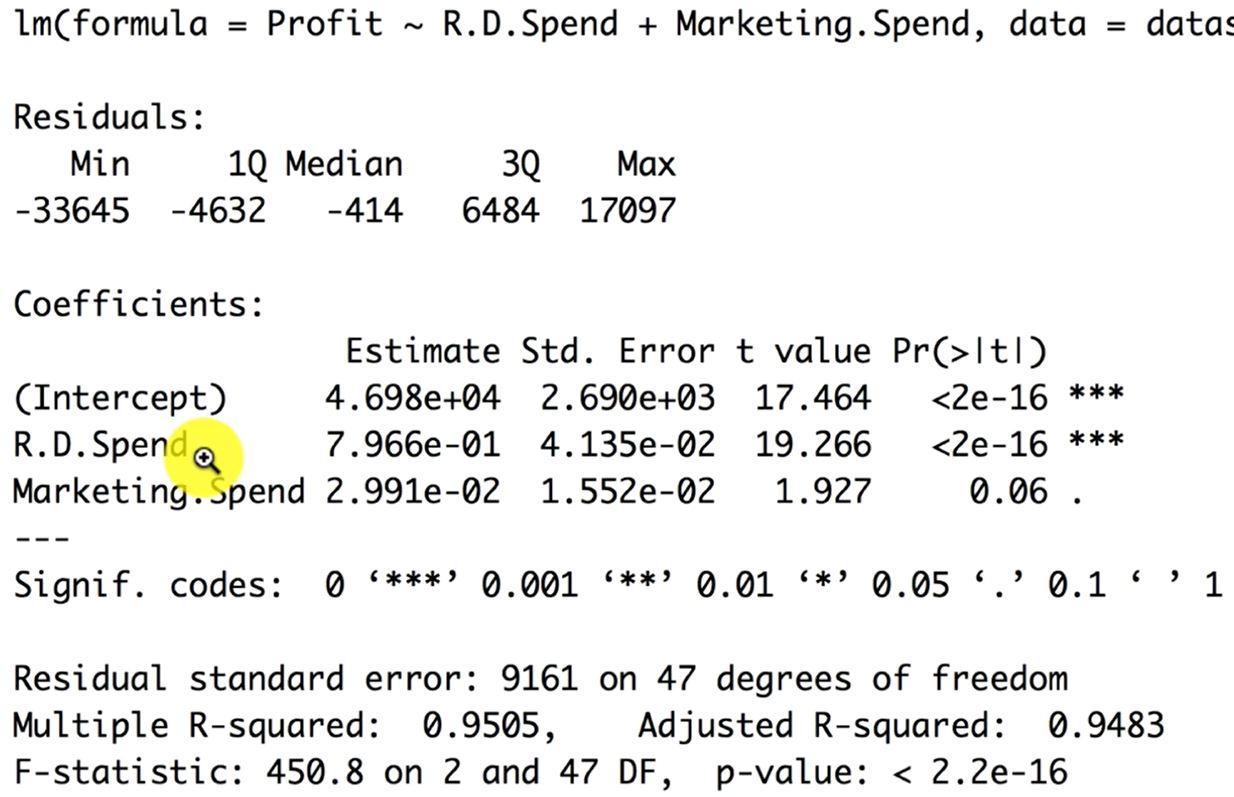 lm(formula = Profit ~ R.D.Spend + Marketing.Spend, data = datas
Residuals:
Min 1Q Median 3Q Max
-33645 -4632 -414 6484 17097
Coefficients:
Estimate Std. Error t value Pr(>|t|)
(Intercept) 4.698e+04 2.690e+03 17.464 <2e-16 ***
R.D.Spend 7.966e-01 4.135e-02 19.266 <2e-16 ***
Marketing.Spend 2.991e-02 1.552e-02 1.927 0.06 .
---
Signif. codes: 0 ‘***’ 0.001 ‘**’ 0.01 ‘*’ 0.05 ‘.’ 0.1 ‘ ’ 1
Residual standard error: 9161 on 47 degrees of freedom
Multiple R-squared: 0.9505, Adjusted R-squared: 0.9483
F-statistic: 450.8 on 2 and 47 DF, p-value: < 2.2e-16